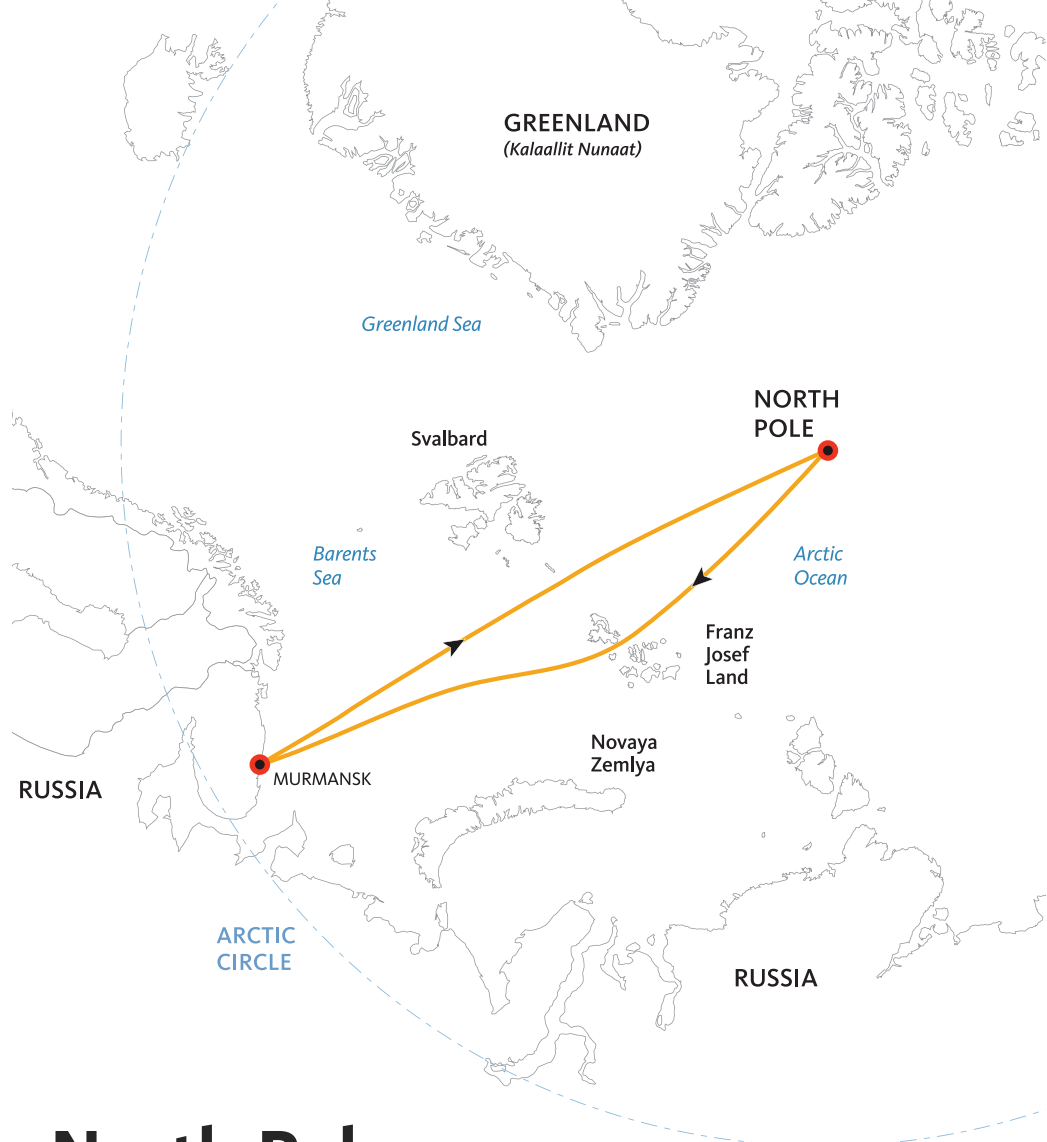 GREENLAND
(Kalaallit Nunaat)
Greenland Sea
NORTH
POLE
Svalbard
Barents
Sea
Arctic
Ocean
Franz
Josef
Land
Novaya
Zemlya
RUSSIA
MURMANSK
ARCTIC
CIRCLE
RUSSIA